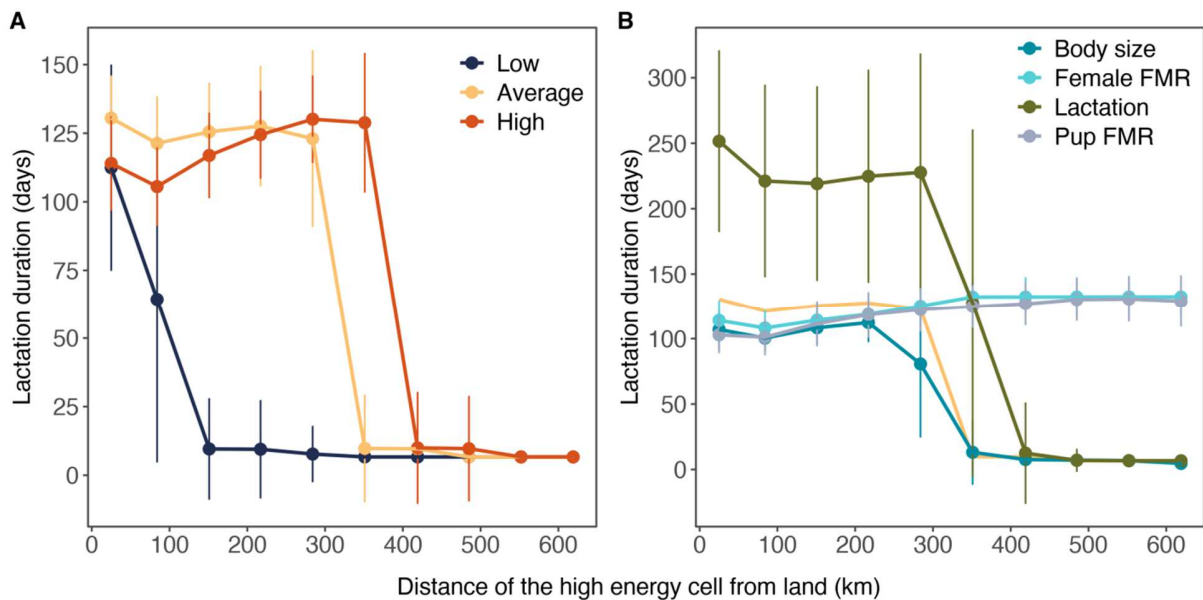 A
B
Low
Average
High
Body size
Female FMR
Lactation
Pup FMR
Lactation duration (days)
150
125
100
75
50
25
0
0 100 200 300 400 500 600
Lactation duration (days)
300
250
200
150
100
50
0
0 100 200 300 400 500 600
Distance of the high energy cell from land (km)